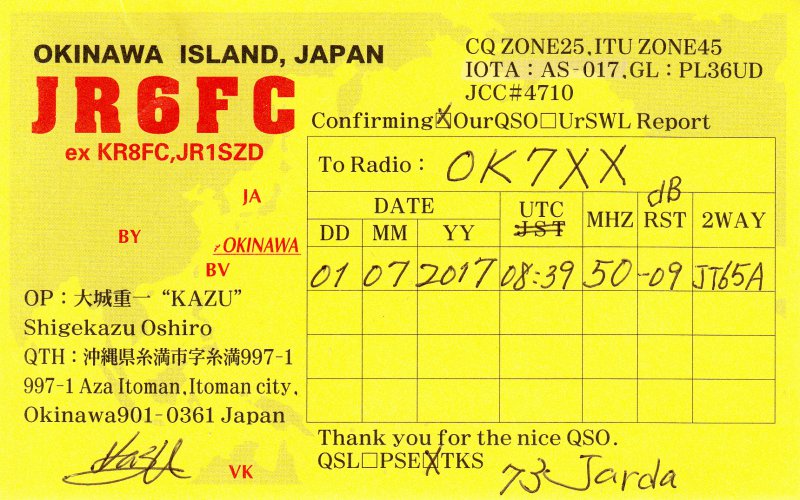 OKINAWA ISLAND, JAPAN
JR6FC
ex KR8FC,JR1SZD
CQ ZONE25,ITU ZONE45
IOTA : AS-017,GL : PL36UD
JCC#4710
Confirming☒OurQSO□UrSWL Report
To Radio : OK7XX
DATE UTC JST MHZ dB RST 2WAY
DD MM YY
01 07 2017 08:39 50 -09 JT65A
JA
BY
OKINAWA
BV
OP : 大城重一 "KAZU"
Shigekazu Oshiro
QTH : 沖縄県糸満市字糸満997-1
997-1 Aza Itoman,Itoman city,
Okinawa901-0361 Japan
Kazu
VK
Thank you for the nice QSO.
QSL□PSE☒TKS
73 Jarda